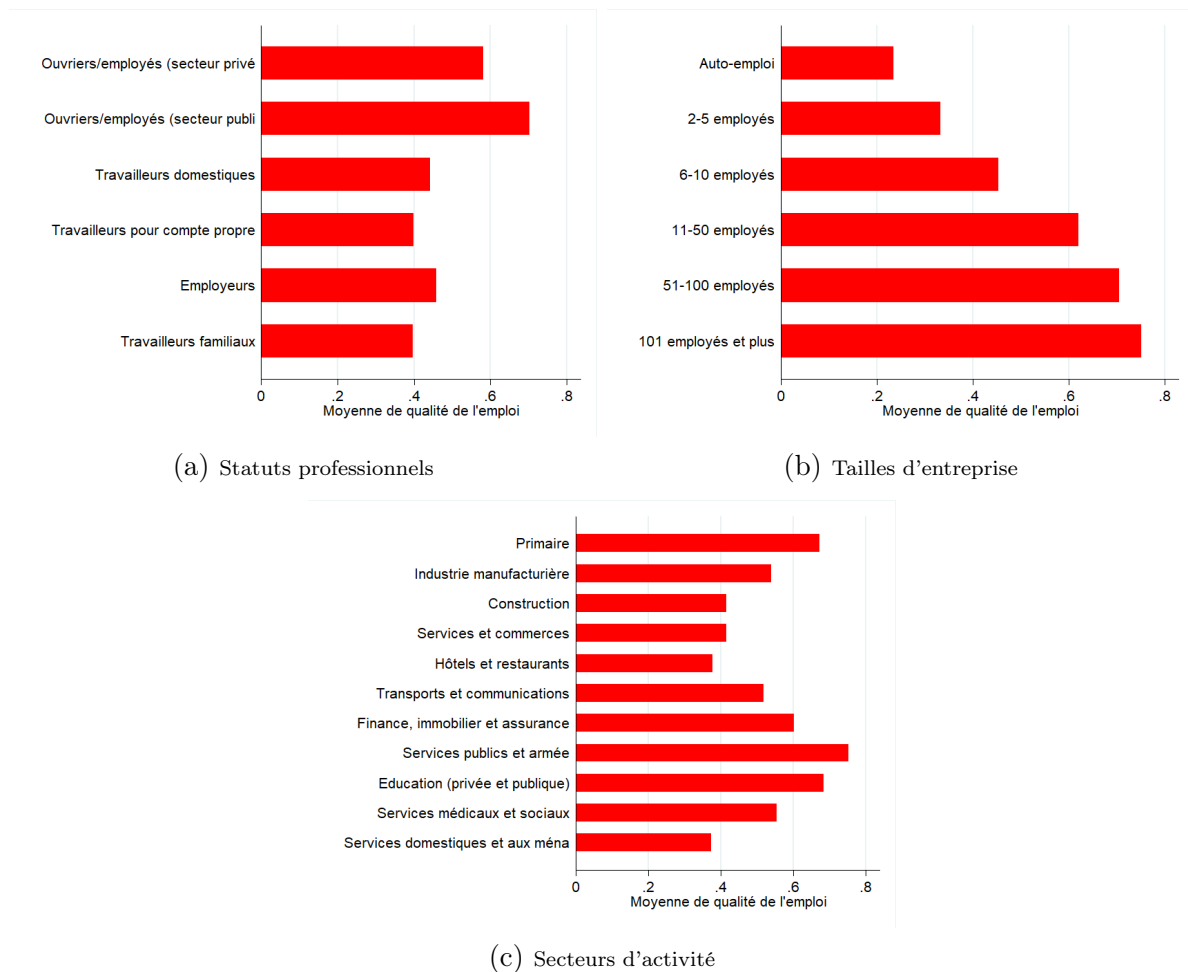 Ouvriers/employés (secteur privé
Ouvriers/employés (secteur publi
Travailleurs domestiques
Travailleurs pour compte propre
Employeurs
Travailleurs familiaux
0 .2 .4 .6 .8
Moyenne de qualité de l'emploi
(a) Statuts professionnels
Auto-emploi
2-5 employés
6-10 employés
11-50 employés
51-100 employés
101 employés et plus
0 .2 .4 .6 .8
Moyenne de qualité de l'emploi
(b) Tailles d'entreprise
Primaire
Industrie manufacturière
Construction
Services et commerces
Hôtels et restaurants
Transports et communications
Finance, immobilier et assurance
Services publics et armée
Education (privée et publique)
Services médicaux et sociaux
Services domestiques et aux ména
0 .2 .4 .6 .8
Moyenne de qualité de l'emploi
(c) Secteurs d'activité